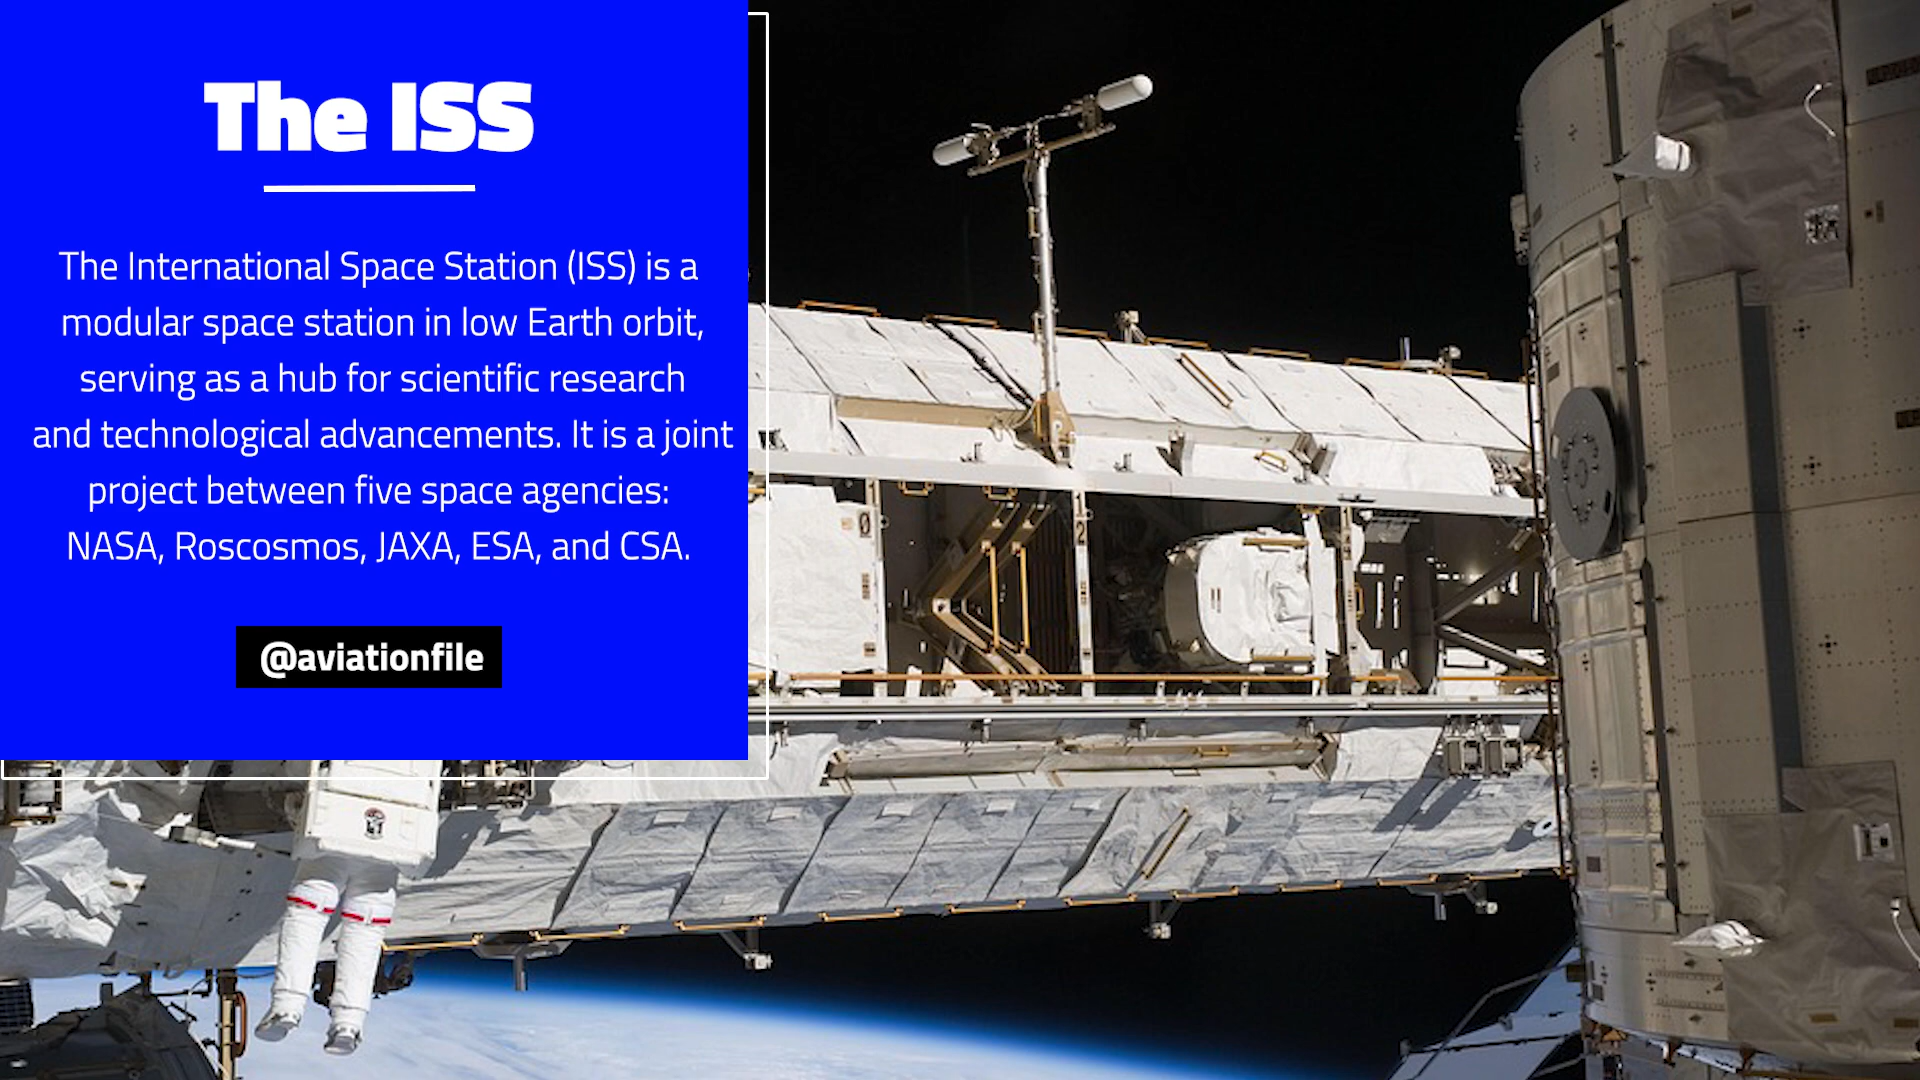 The ISS
The International Space Station (ISS) is a
modular space station in low Earth orbit,
serving as a hub for scientific research
and technological advancements. It is a joint
project between five space agencies:
NASA, Roscosmos, JAXA, ESA, and CSA.
@aviationfile
0
2